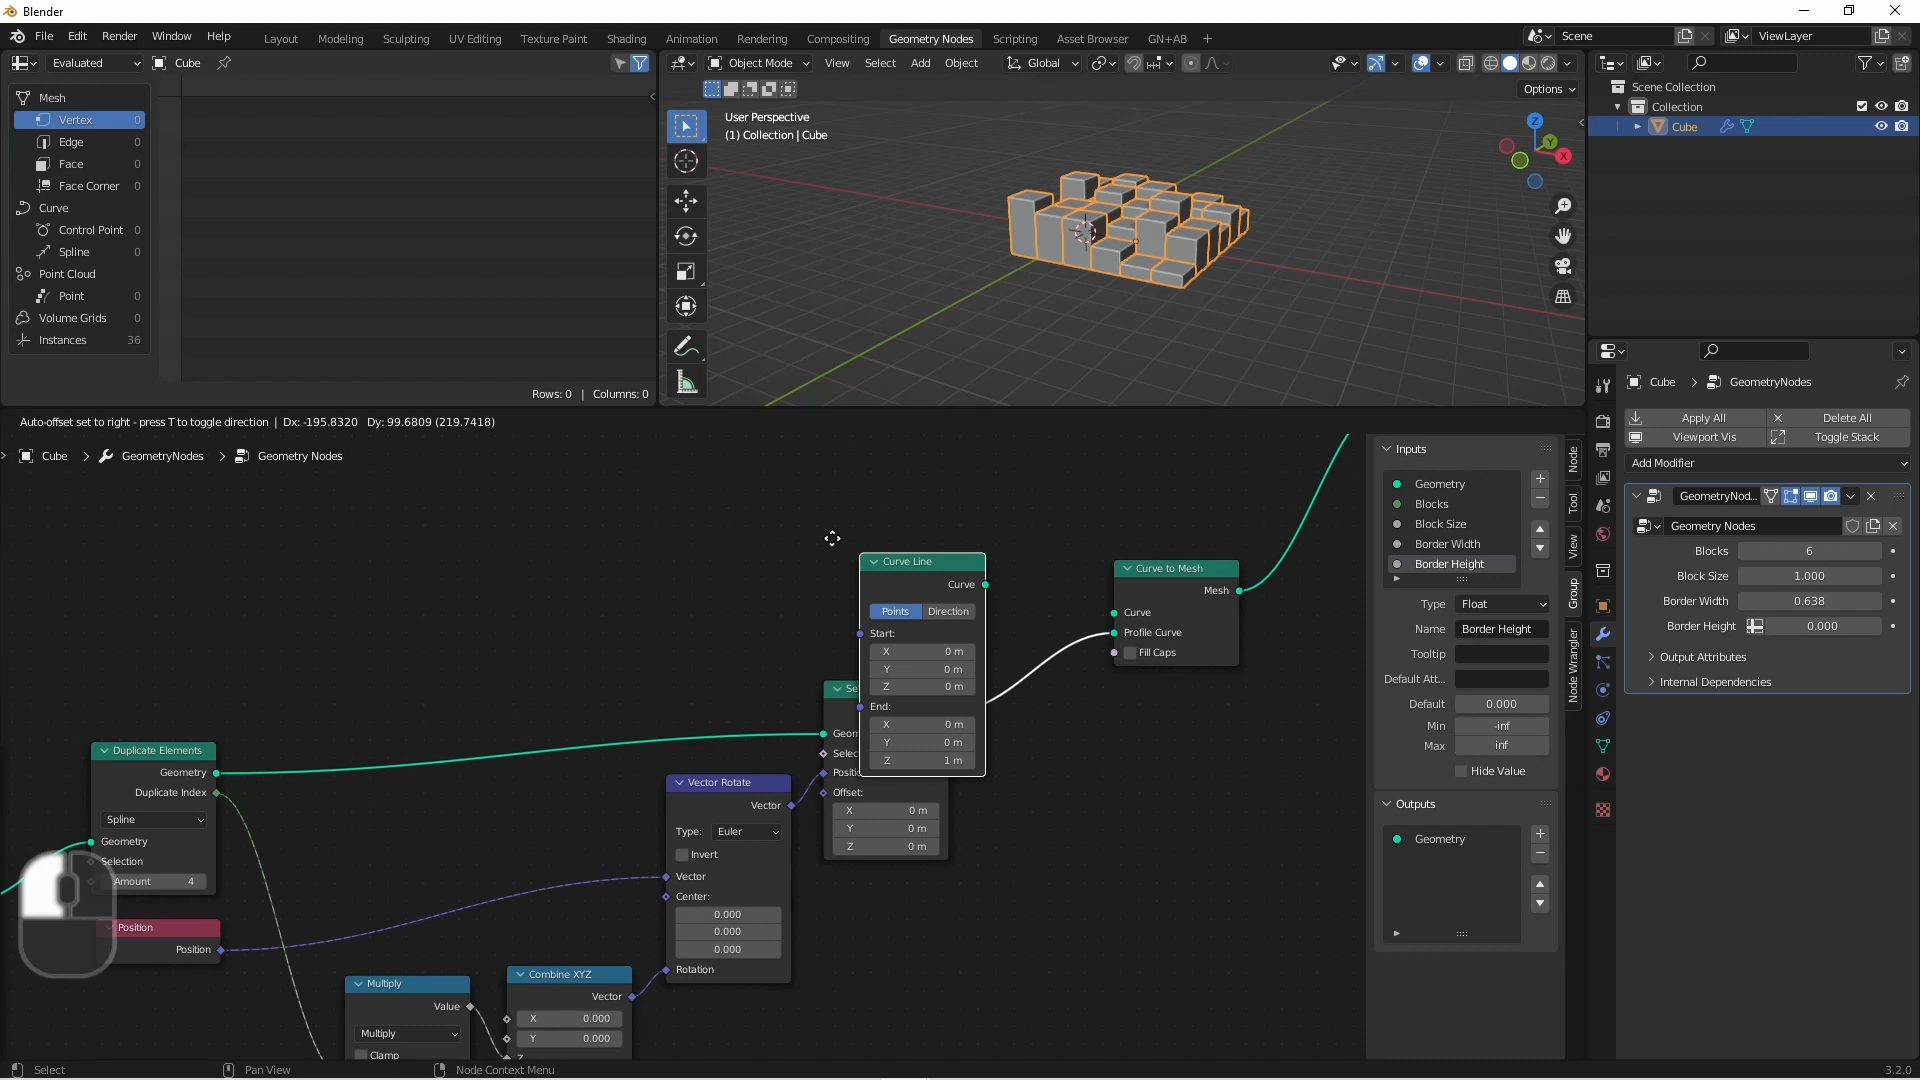 Blender
File Edit Render Window Help
Layout Modeling Sculpting UV Editing Texture Paint Shading Animation Rendering Compositing Geometry Nodes Scripting Asset Browser GN+AB +
Scene
ViewLayer
Evaluated
Cube
Object Mode
View Select Add Object
Global
Options
Mesh
Vertex 0
Edge 0
Face 0
Face Corner 0
Curve
Control Point 0
Spline 0
Point Cloud
Point 0
Volume Grids 0
Instances 36
Rows: 0 | Columns: 0
User Perspective
(1) Collection | Cube
Z
Y
X
Scene Collection
Collection
Cube
Auto-offset set to right - press T to toggle direction | Dx: -195.8320 Dy: 99.6809 (219.7418)
Cube > GeometryNodes > Geometry Nodes
Curve Line
Curve
Points Direction
Start:
X 0 m
Y 0 m
Z 0 m
End:
X 0 m
Y 0 m
Z 1 m
Curve to Mesh
Mesh
Curve
Profile Curve
Fill Caps
Se
Geom
Selec
Positi
Offset:
X 0 m
Y 0 m
Z 0 m
Duplicate Elements
Geometry
Duplicate Index
Spline
Geometry
Selection
Amount 4
Position
Position
Vector Rotate
Vector
Type: Euler
Invert
Vector
Center:
0.000
0.000
0.000
Rotation
Multiply
Value
Multiply
Clamp
Combine XYZ
Vector
X 0.000
Y 0.000
Z
Inputs
Geometry
Blocks
Block Size
Border Width
Border Height
Type Float
Name Border Height
Tooltip
Default Att...
Default 0.000
Min -inf
Max inf
Hide Value
Outputs
Geometry
Node
Tool
View
Group
Node Wrangler
Cube > GeometryNodes
Apply All Delete All
Viewport Vis Toggle Stack
Add Modifier
GeometryNod...
Geometry Nodes
Blocks 6
Block Size 1.000
Border Width 0.638
Border Height 0.000
Output Attributes
Internal Dependencies
Select Pan View Node Context Menu 3.2.0